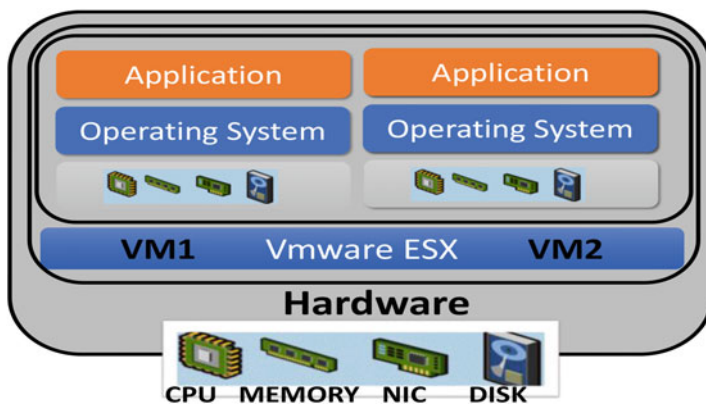 Application Application
Operating System Operating System
VM1 Vmware ESX VM2
Hardware
CPU MEMORY NIC DISK